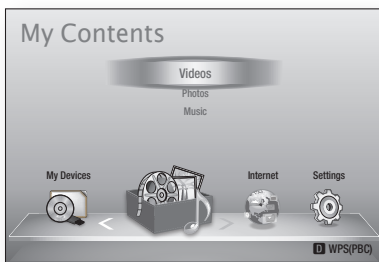 My Contents
Videos
Photos
Music
My Devices
Internet
Settings
D WPS(PBC)